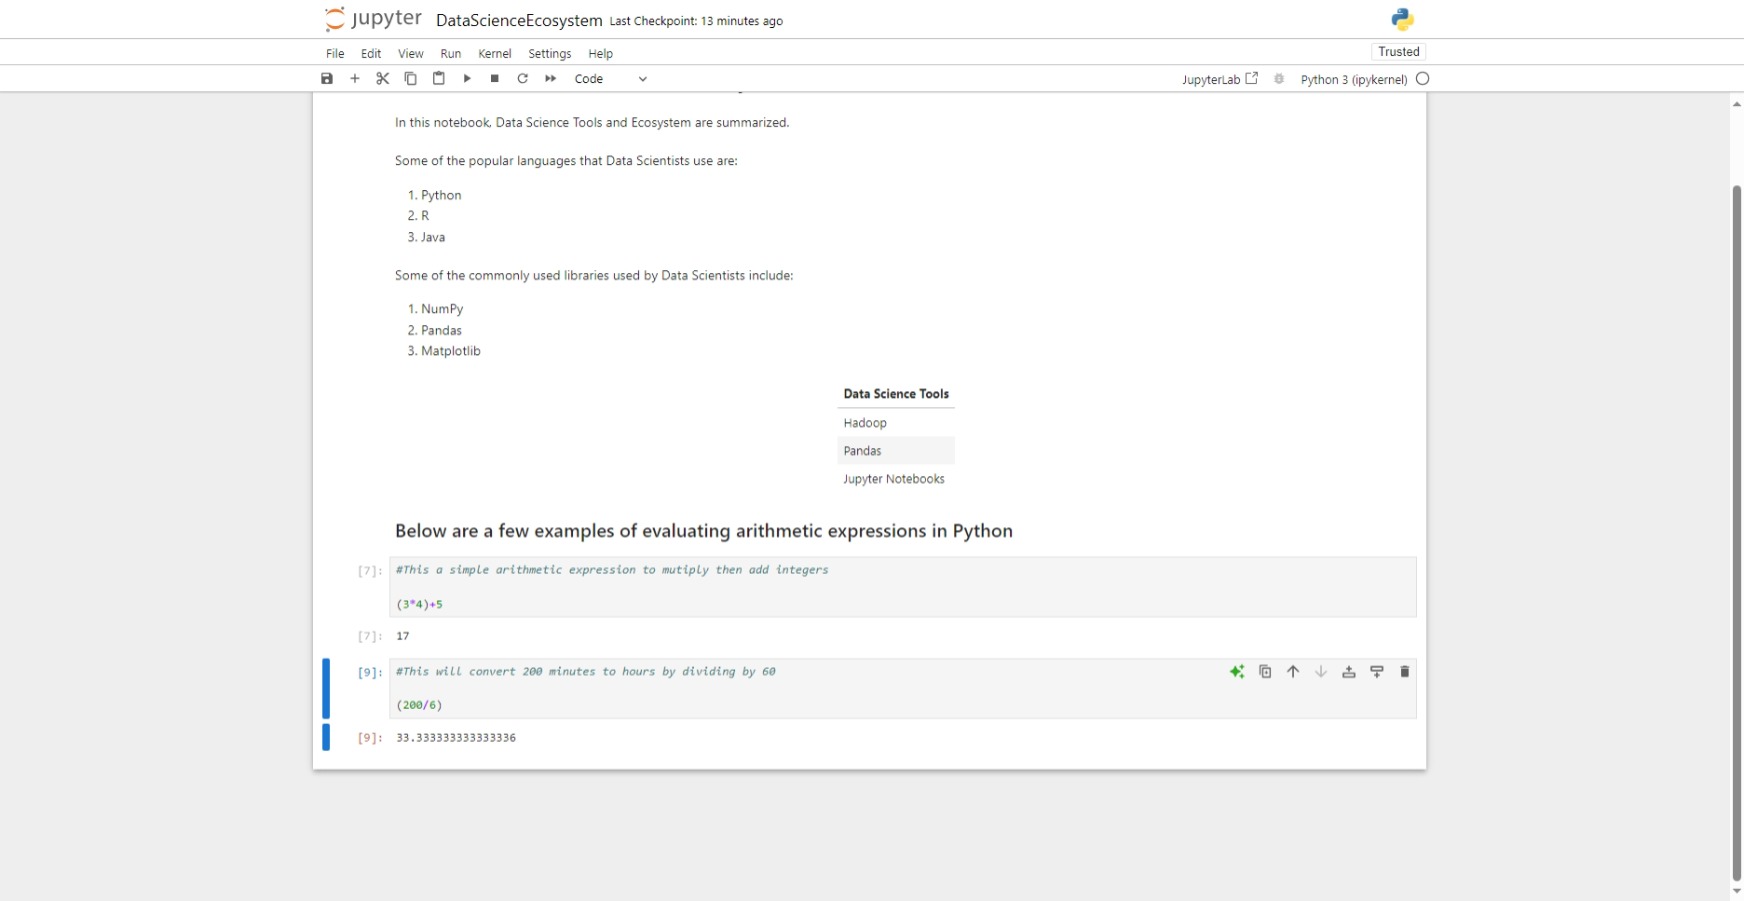 jupyter DataScienceEcosystem Last Checkpoint: 13 minutes ago
File Edit View Run Kernel Settings Help Trusted
Code JupyterLab Python 3 (ipykernel)
In this notebook, Data Science Tools and Ecosystem are summarized.
Some of the popular languages that Data Scientists use are:
1. Python
2. R
3. Java
Some of the commonly used libraries used by Data Scientists include:
1. NumPy
2. Pandas
3. Matplotlib
Data Science Tools
Hadoop
Pandas
Jupyter Notebooks
Below are a few examples of evaluating arithmetic expressions in Python
[7]: #This a simple arithmetic expression to mutiply then add integers
(3*4)+5
[7]: 17
[9]: #This will convert 200 minutes to hours by dividing by 60
(200/6)
[9]: 33.333333333333336